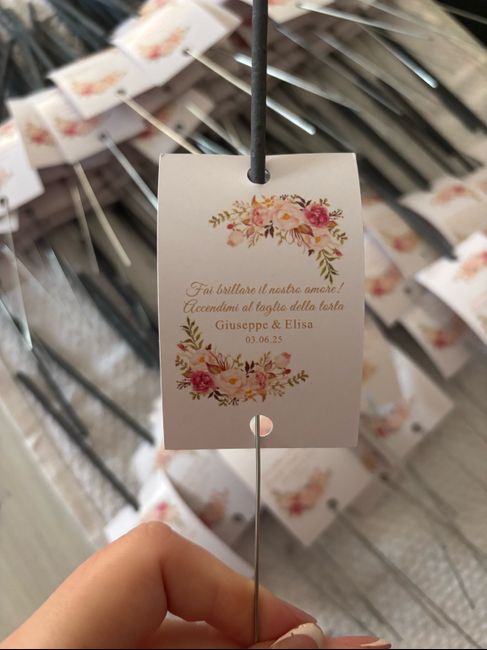 Fai brillare il nostro amore!
Accendimi al taglio della torta
Giuseppe & Elisa
03.06.25